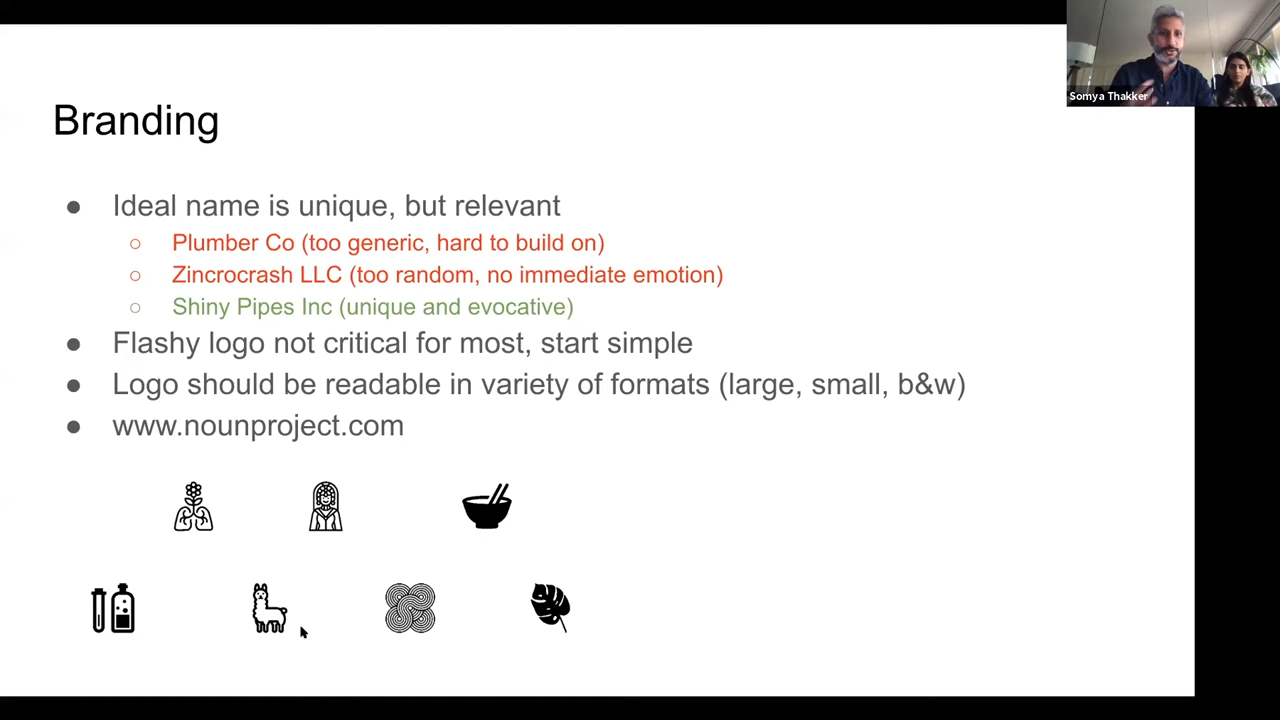 Somya Thakker
Branding
● Ideal name is unique, but relevant
○ Plumber Co (too generic, hard to build on)
○ Zincrocrash LLC (too random, no immediate emotion)
○ Shiny Pipes Inc (unique and evocative)
● Flashy logo not critical for most, start simple
● Logo should be readable in variety of formats (large, small, b&w)
● www.nounproject.com